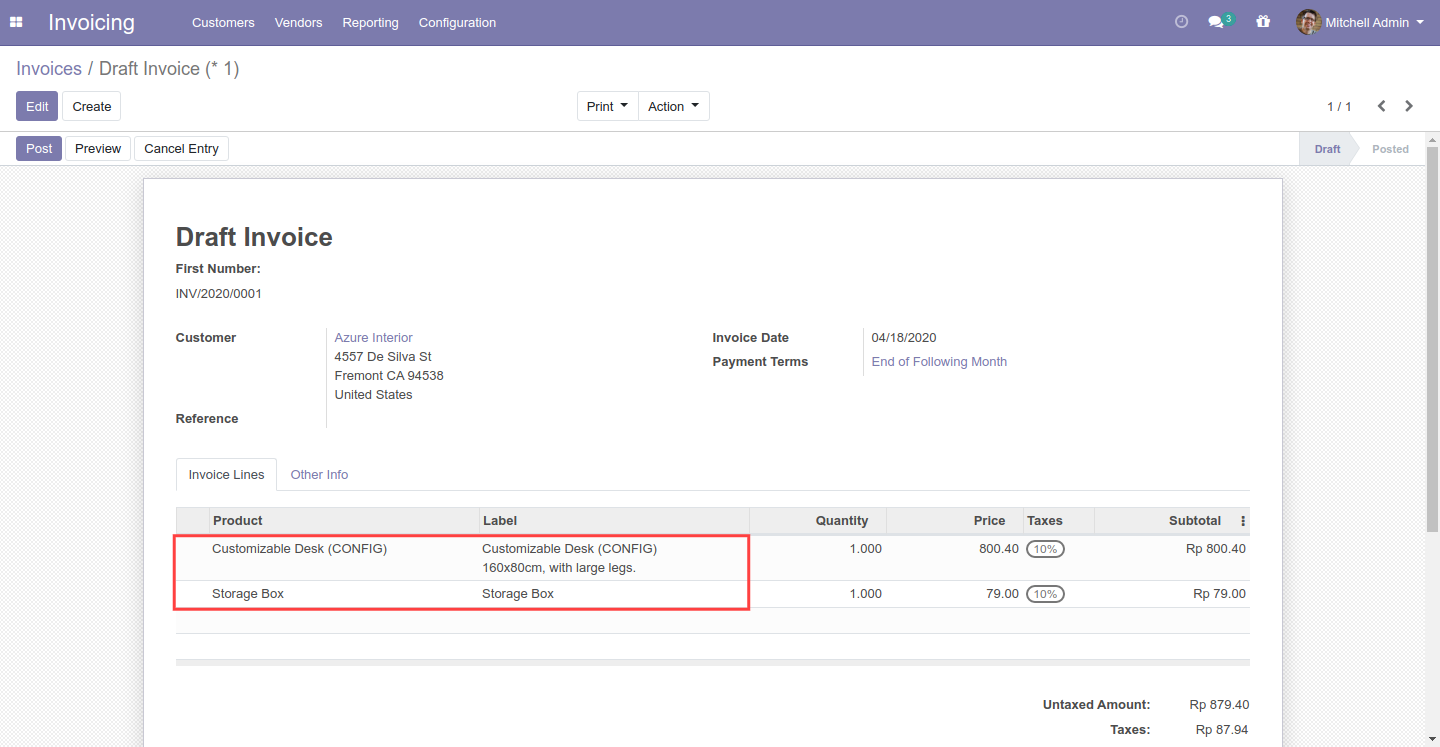 Invoicing Customers Vendors Reporting Configuration 3 Mitchell Admin
Invoices / Draft Invoice (* 1)
Edit Create Print Action 1 / 1
Post Preview Cancel Entry Draft Posted
Draft Invoice
First Number:
INV/2020/0001
Customer Azure Interior Invoice Date 04/18/2020
4557 De Silva St Payment Terms End of Following Month
Fremont CA 94538
United States
Reference
Invoice Lines Other Info
Product Label Quantity Price Taxes Subtotal
Customizable Desk (CONFIG) Customizable Desk (CONFIG) 1.000 800.40 10% Rp 800.40
160x80cm, with large legs.
Storage Box Storage Box 1.000 79.00 10% Rp 79.00
Untaxed Amount: Rp 879.40
Taxes: Rp 87.94